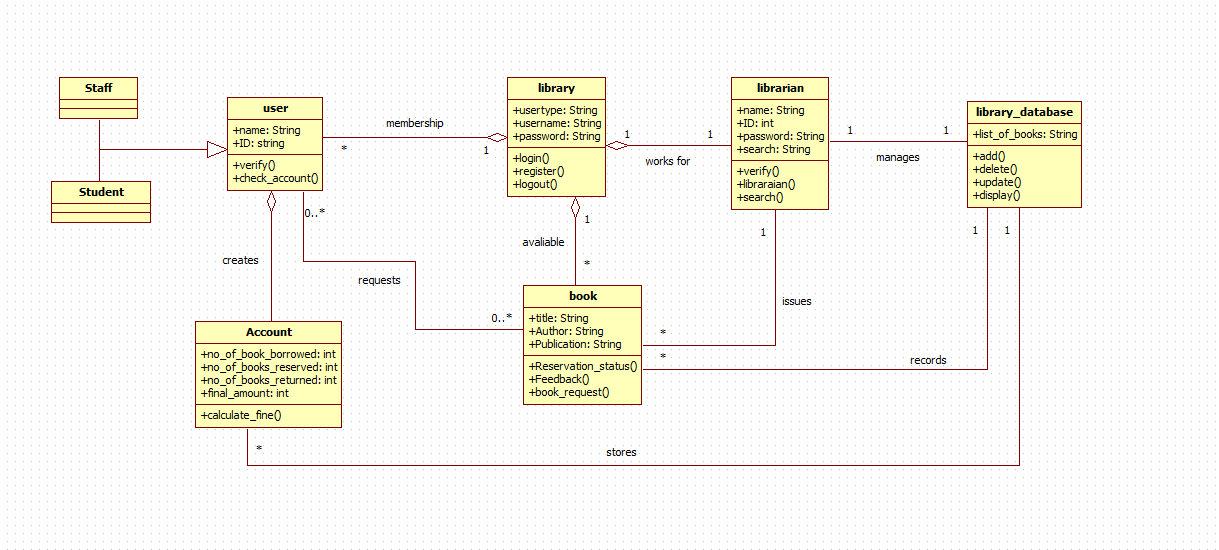 Staff
Student
user
+name: String
+ID: string
+verify()
+check_account()
membership
*
1
library
+usertype: String
+username: String
+password: String
+login()
+register()
+logout()
1
1
works for
librarian
+name: String
+ID: int
+password: String
+search: String
+verify()
+libraraian()
+search()
1
1
manages
library_database
+list_of_books: String
+add()
+delete()
+update()
+display()
creates
0..*
requests
0..*
1
avaliable
*
1
issues
*
1
1
*
records
book
+title: String
+Author: String
+Publication: String
+Reservation_status()
+Feedback()
+book_request()
Account
+no_of_book_borrowed: int
+no_of_books_reserved: int
+no_of_books_returned: int
+final_amount: int
+calculate_fine()
*
stores